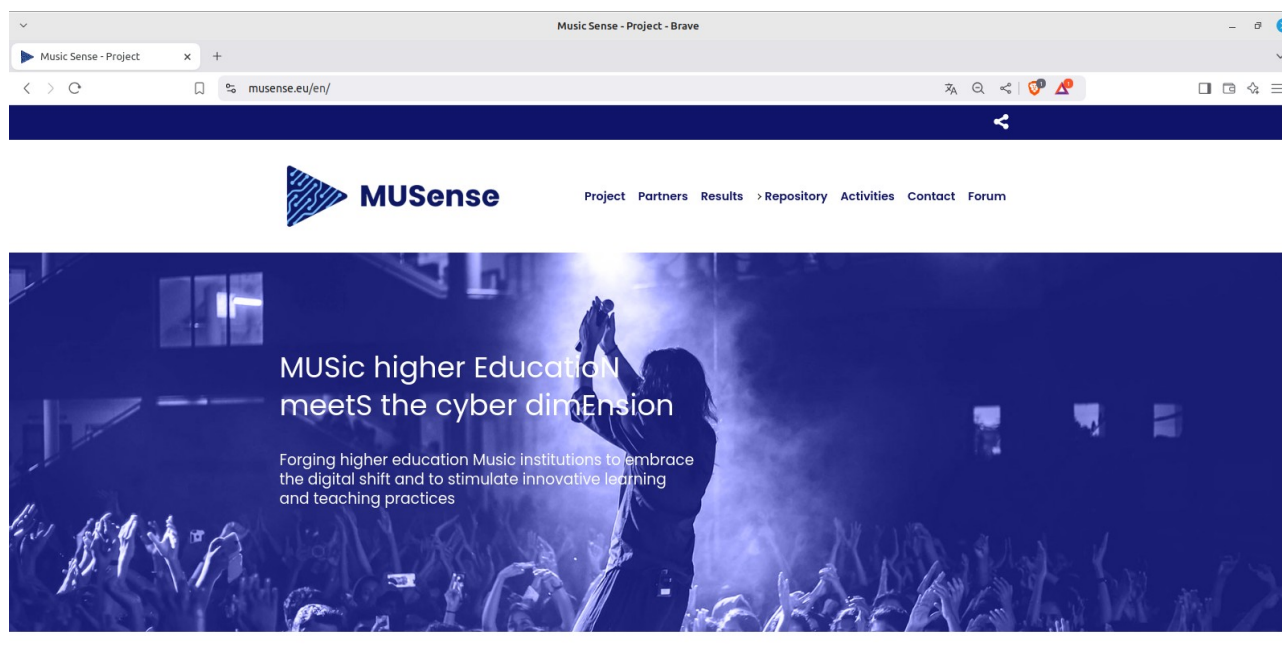 Music Sense - Project - Brave
Music Sense - Project
musense.eu/en/
MUSense
Project Partners Results >Repository Activities Contact Forum
MUSic higher EducatioN
meetS the cyber dimEnsion
Forging higher education Music institutions to embrace
the digital shift and to stimulate innovative learning
and teaching practices